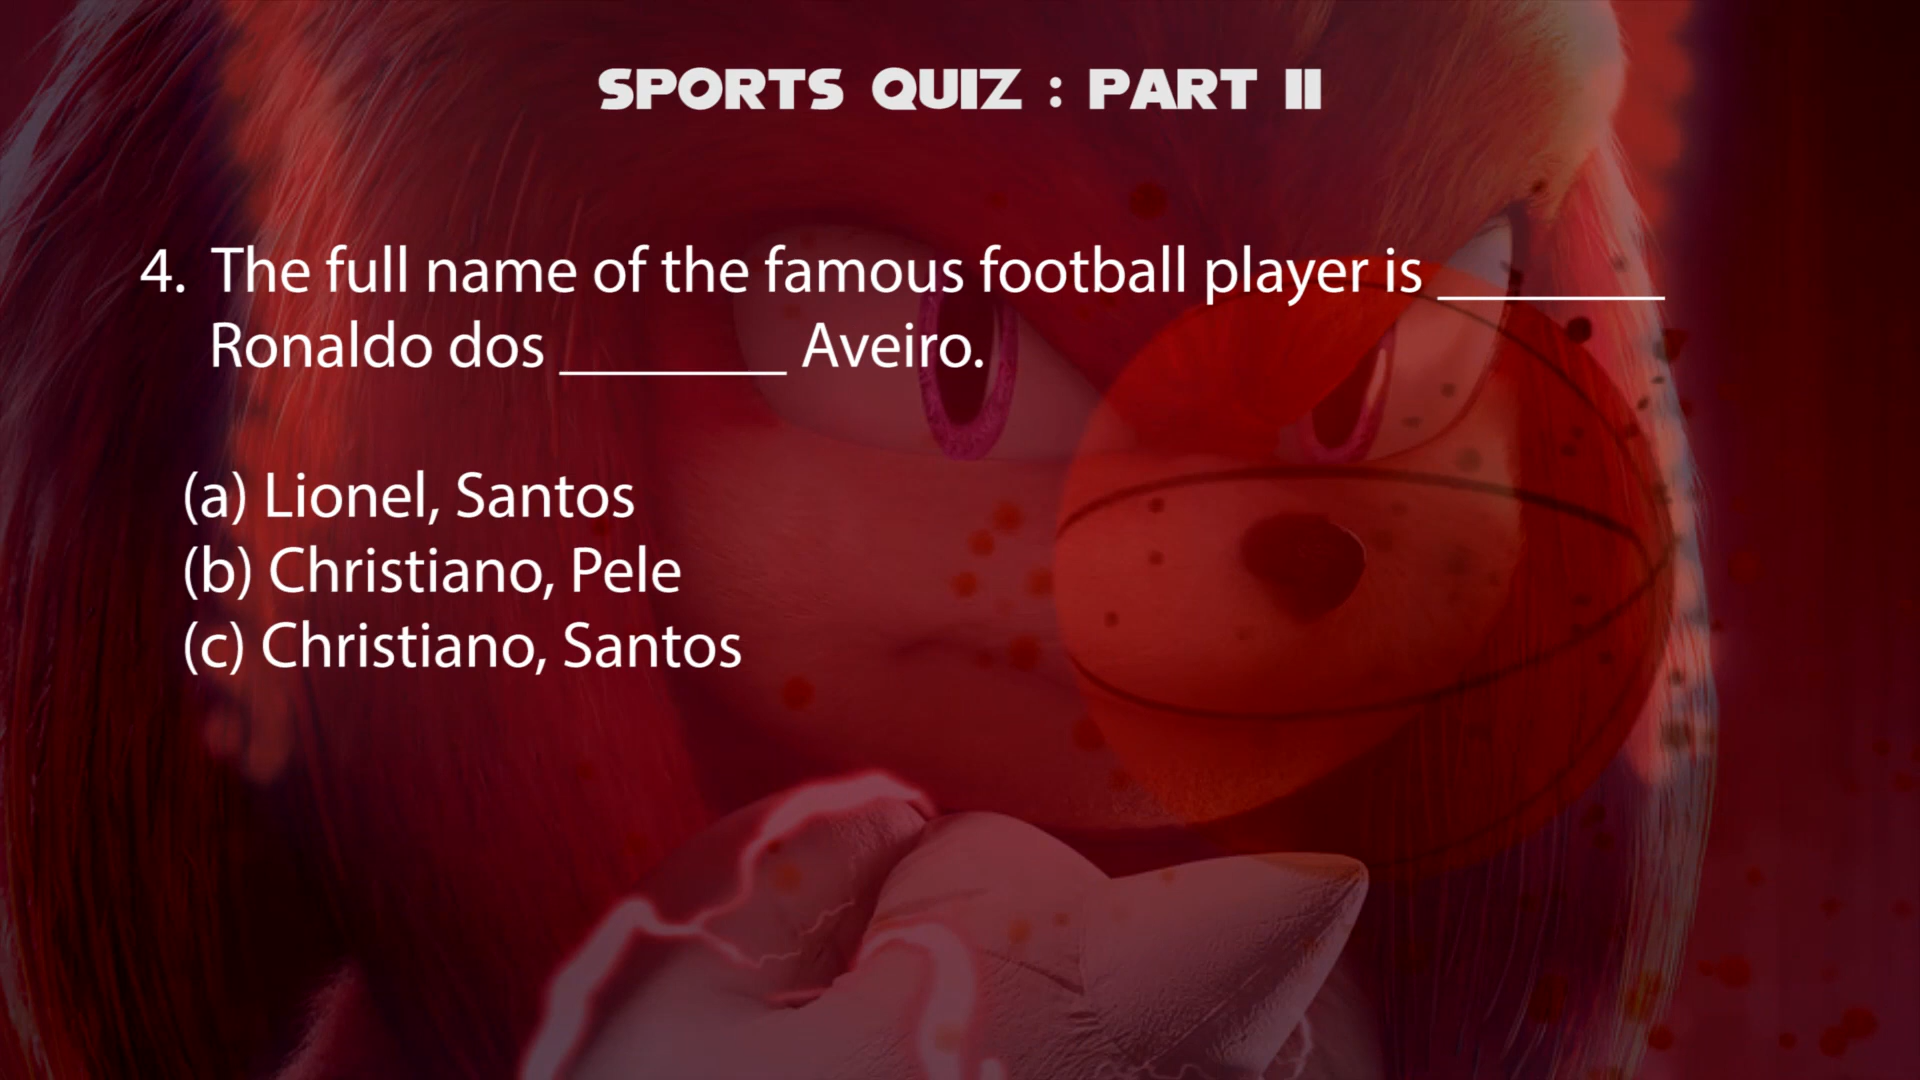 SPORTS QUIZ : PART II
4. The full name of the famous football player is ________
Ronaldo dos ________ Aveiro.
(a) Lionel, Santos
(b) Christiano, Pele
(c) Christiano, Santos